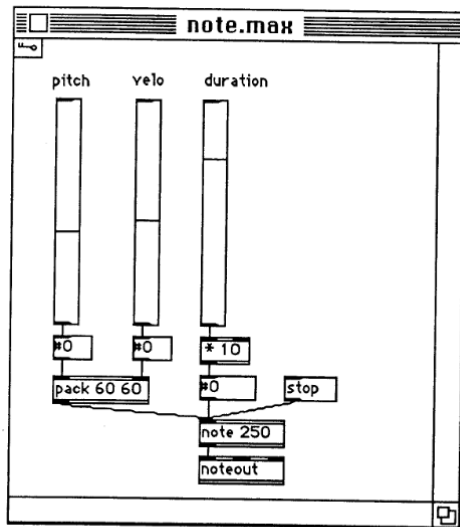 note.max
pitch velo duration
#0 #0 * 10
pack 60 60 #0 stop
note 250
noteout